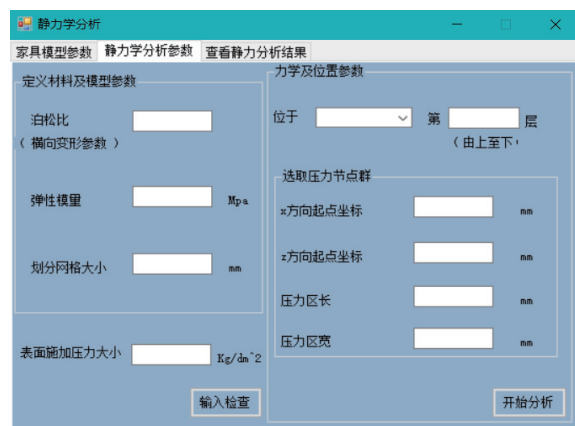 静力学分析
家具模型参数 静力学分析参数 查看静力分析结果
定义材料及模型参数
泊松比
( 横向变形参数 )
弹性模量 Mpa
划分网格大小 mm
表面施加压力大小 Kg/dm^2
输入检查
力学及位置参数
位于 第 层
(由上至下
选取压力节点群
x方向起点坐标 mm
z方向起点坐标 mm
压力区长 mm
压力区宽 mm
开始分析